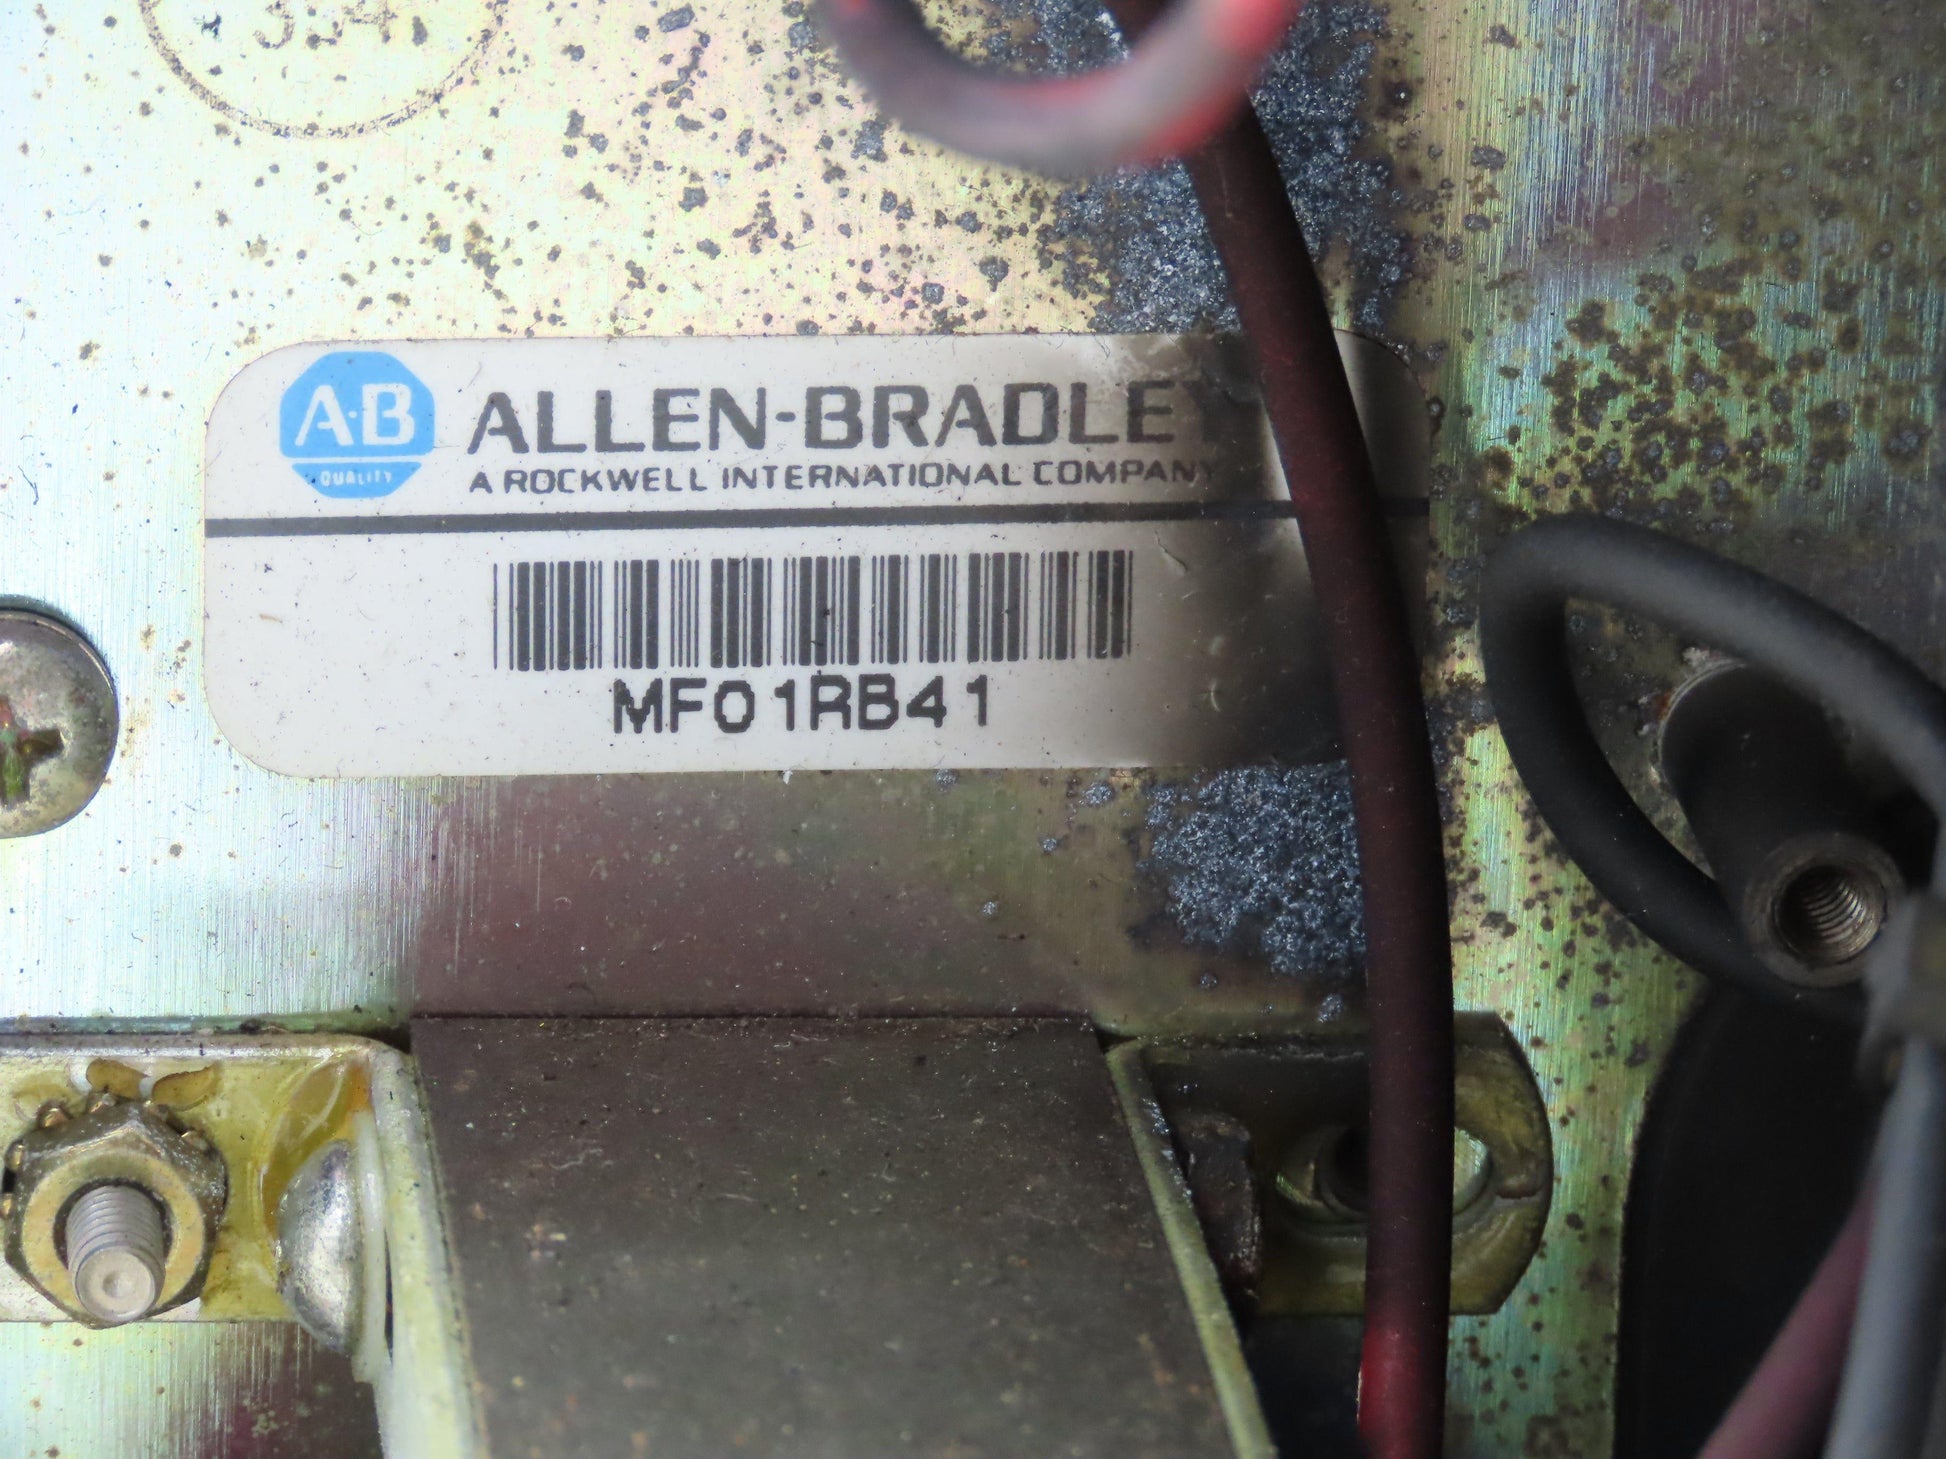 A·B
QUALITY
ALLEN-BRADLEY
A ROCKWELL INTERNATIONAL COMPANY
MF01RB41